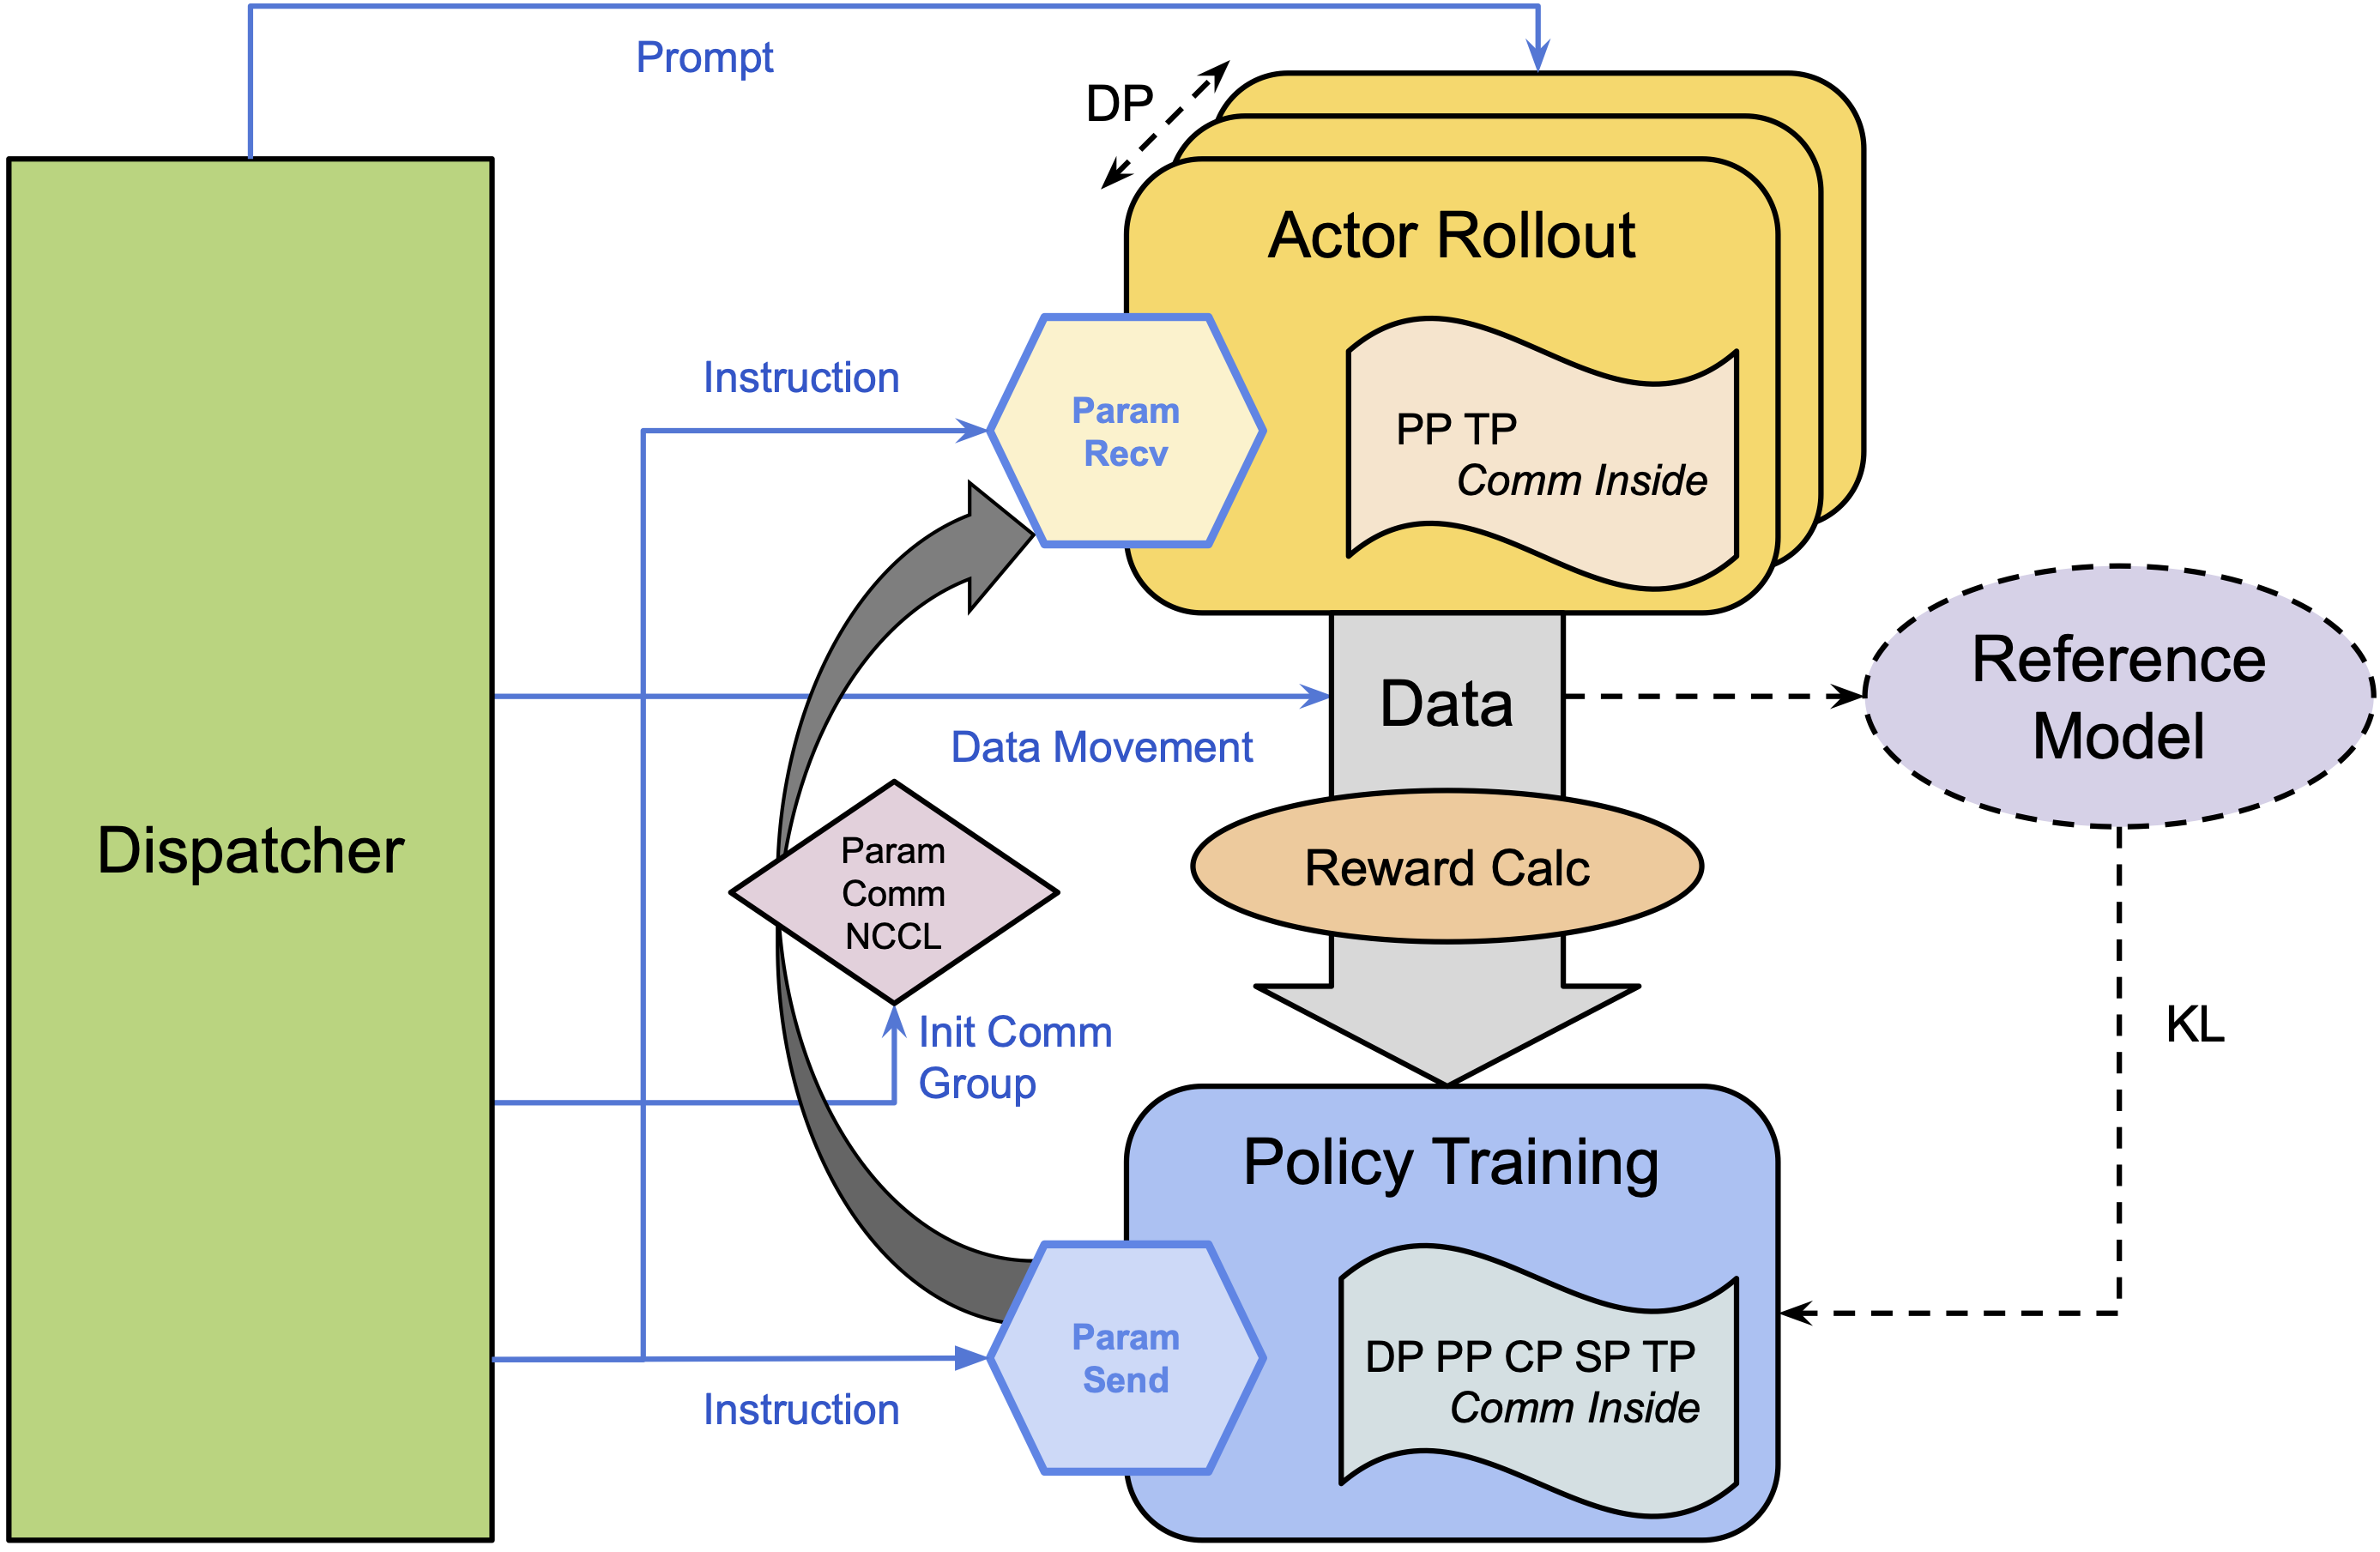 Prompt
DP
Actor Rollout
Instruction
Param
Recv
PP TP
Comm Inside
Reference
Model
Data
Data Movement
Dispatcher
Param
Comm
NCCL
Reward Calc
Init Comm
Group
KL
Policy Training
Param
Send
DP PP CP SP TP
Comm Inside
Instruction